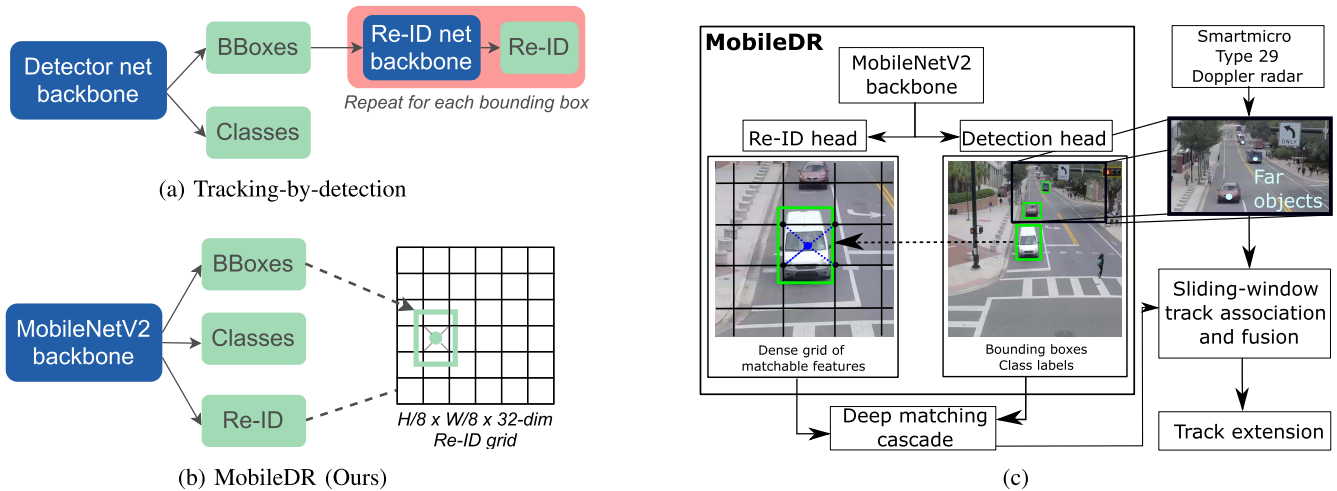 Detector net
backbone
BBoxes
Classes
Re-ID net
backbone
Re-ID
Repeat for each bounding box
(a) Tracking-by-detection
MobileNetV2
backbone
BBoxes
Classes
Re-ID
H/8 x W/8 x 32-dim
Re-ID grid
(b) MobileDR (Ours)
MobileDR
MobileNetV2
backbone
Re-ID head
Detection head
Dense grid of
matchable features
Bounding boxes
Class labels
Deep matching
cascade
Smartmicro
Type 29
Doppler radar
ONLY
Far
objects
Sliding-window
track association
and fusion
Track extension
(c)